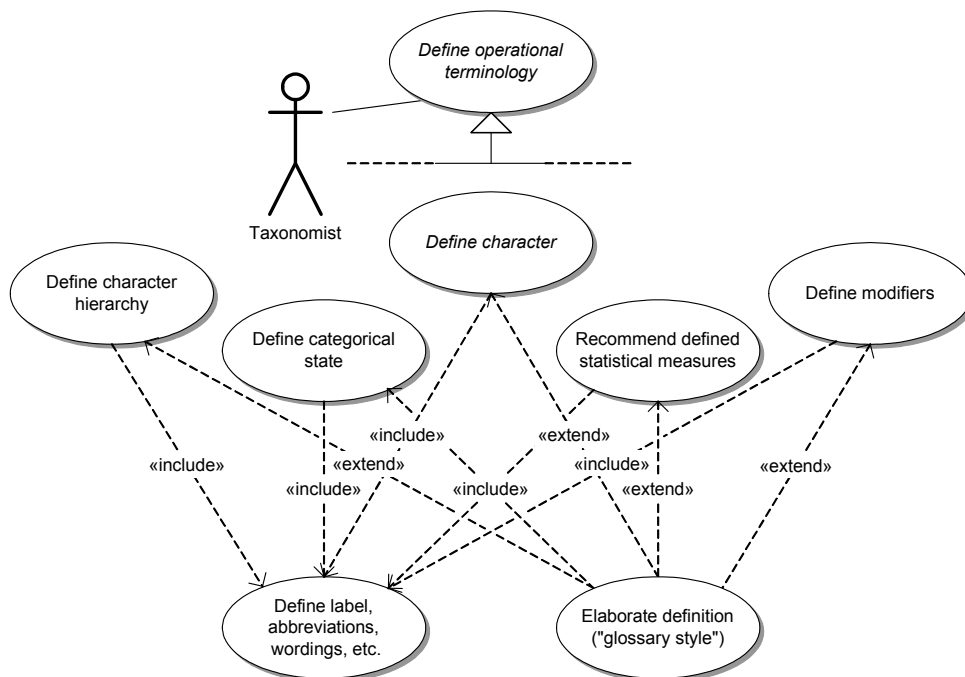 Define operational
terminology
Taxonomist
Define character
Define character
hierarchy
Define modifiers
Define categorical
state
Recommend defined
statistical measures
«include»
«extend»
«include»
«extend»
«include»
«include»
«extend»
«include»
«extend»
Define label,
abbreviations,
wordings, etc.
Elaborate definition
("glossary style")